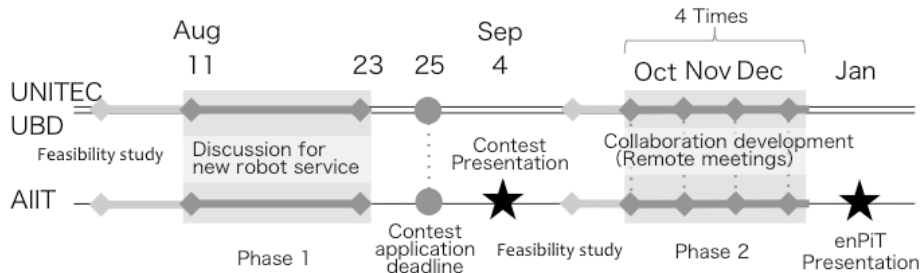 4 Times
Aug
Sep
11
23
25
4
Oct Nov Dec
Jan
UNITEC
UBD
Feasibility study
Discussion for
new robot service
Contest
Presentation
Collaboration development
(Remote meetings)
AIIT
Phase 1
Contest
application
deadline
Feasibility study
Phase 2
enPiT
Presentation